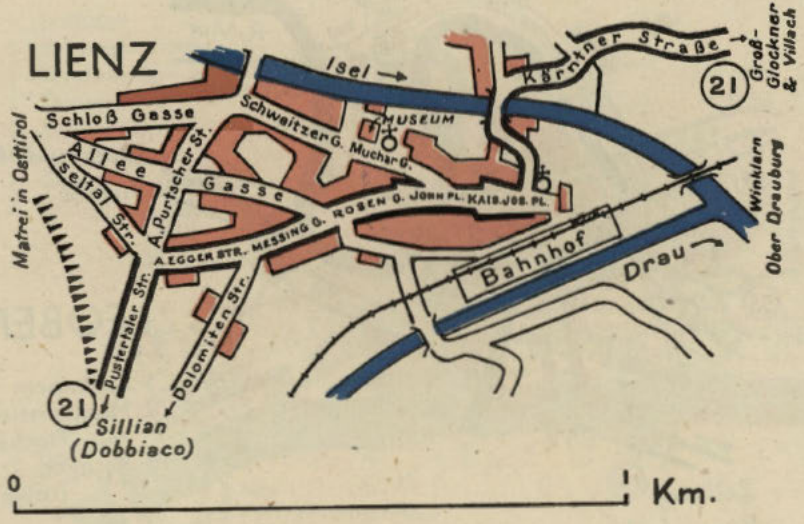 LIENZ
Isel →
Kärntner Straße
21
Groß-
Glockner
& Villach
Schloß Gasse
Schweitzer G. Muchar G.
MUSEUM
Allee Gasse
Iseltal Str.
A. Purtscher St.
Matrei in Osttirol
A. EGGER STR. MESSING G. ROSEN G. JOHN PL. KAIS. JOS. PL.
Winklern
Ober Drauburg
Bahnhof
Drau
Pustertaler Str.
Dolomiten Str.
21
Sillian
(Dobbiaco)
0 1 Km.